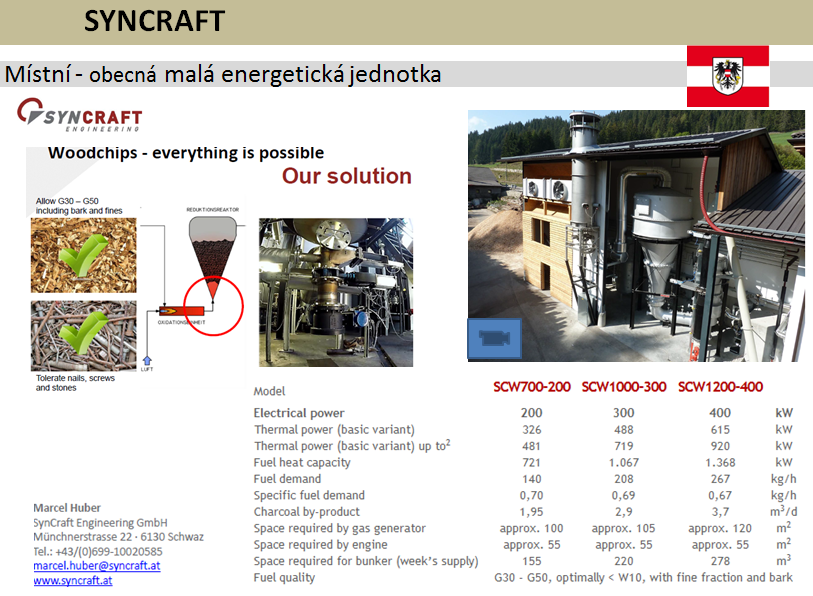 SYNCRAFT
Místní - obecná malá energetická jednotka
SYNCRAFT
ENGINEERING
Woodchips - everything is possible
Our solution
Allow G30 – G50
including bark and fines
REDUKTIONSREAKTOR
OXIDATIONSEINHEIT
LUFT
Tolerate nails, screws
and stones
Model SCW700-200 SCW1000-300 SCW1200-400
Electrical power 200 300 400 kW
Thermal power (basic variant) 326 488 615 kW
Thermal power (basic variant) up to² 481 719 920 kW
Fuel heat capacity 721 1.067 1.368 kW
Fuel demand 140 208 267 kg/h
Specific fuel demand 0,70 0,69 0,67 kg/h
Charcoal by-product 1,95 2,9 3,7 m³/d
Space required by gas generator approx. 100 approx. 105 approx. 120 m²
Space required by engine approx. 55 approx. 55 approx. 55 m²
Space required for bunker (week's supply) 155 220 278 m³
Fuel quality G30 - G50, optimally < W10, with fine fraction and bark
Marcel Huber
SynCraft Engineering GmbH
Münchnerstrasse 22 · 6130 Schwaz
Tel.: +43/(0)699-10020585
marcel.huber@syncraft.at
www.syncraft.at